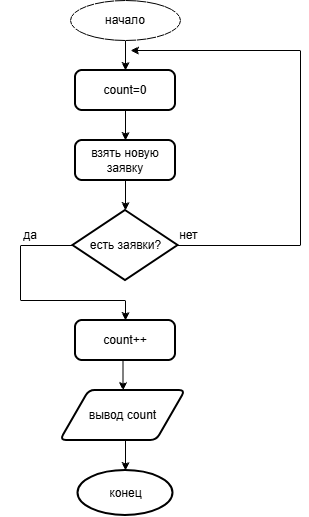 начало
count=0
взять новую
заявку
да
есть заявки?
нет
count++
вывод count
конец